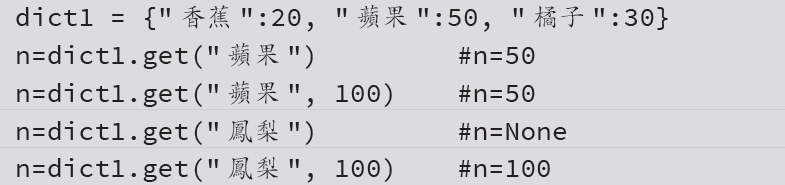 dict1 = {"香蕉":20, "蘋果":50, "橘子":30}
n=dict1.get("蘋果") #n=50
n=dict1.get("蘋果", 100) #n=50
n=dict1.get("鳳梨") #n=None
n=dict1.get("鳳梨", 100) #n=100